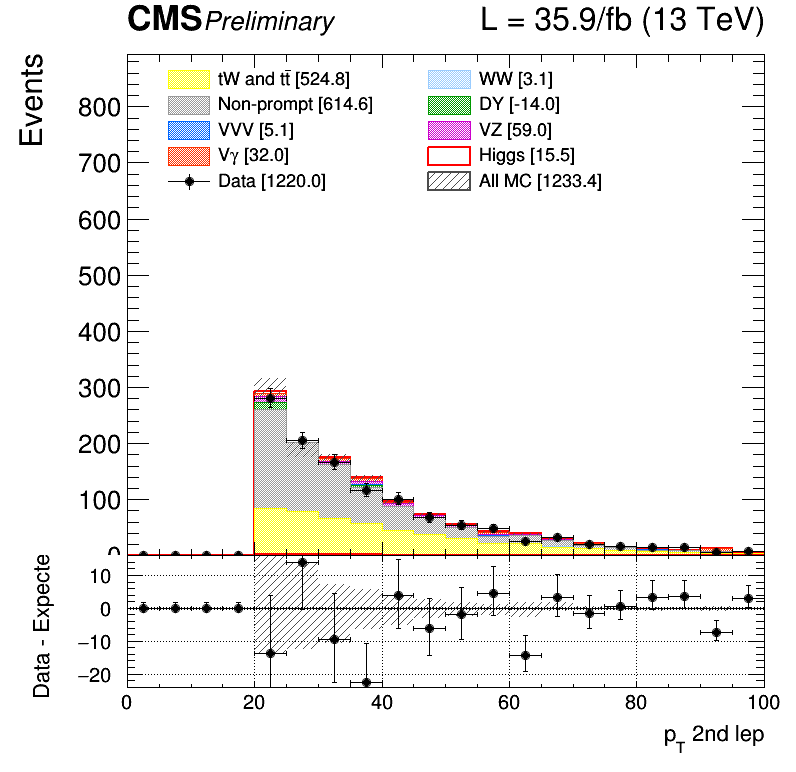 CMS Preliminary L = 35.9/fb (13 TeV)
Events
tW and tt̄ [524.8] WW [3.1]
Non-prompt [614.6] DY [-14.0]
VVV [5.1] VZ [59.0]
Vγ [32.0] Higgs [15.5]
Data [1220.0] All MC [1233.4]
800
700
600
500
400
300
200
100
0
Data - Expecte
10
0
−10
−20
0 20 40 60 80 100
p_T 2nd lep